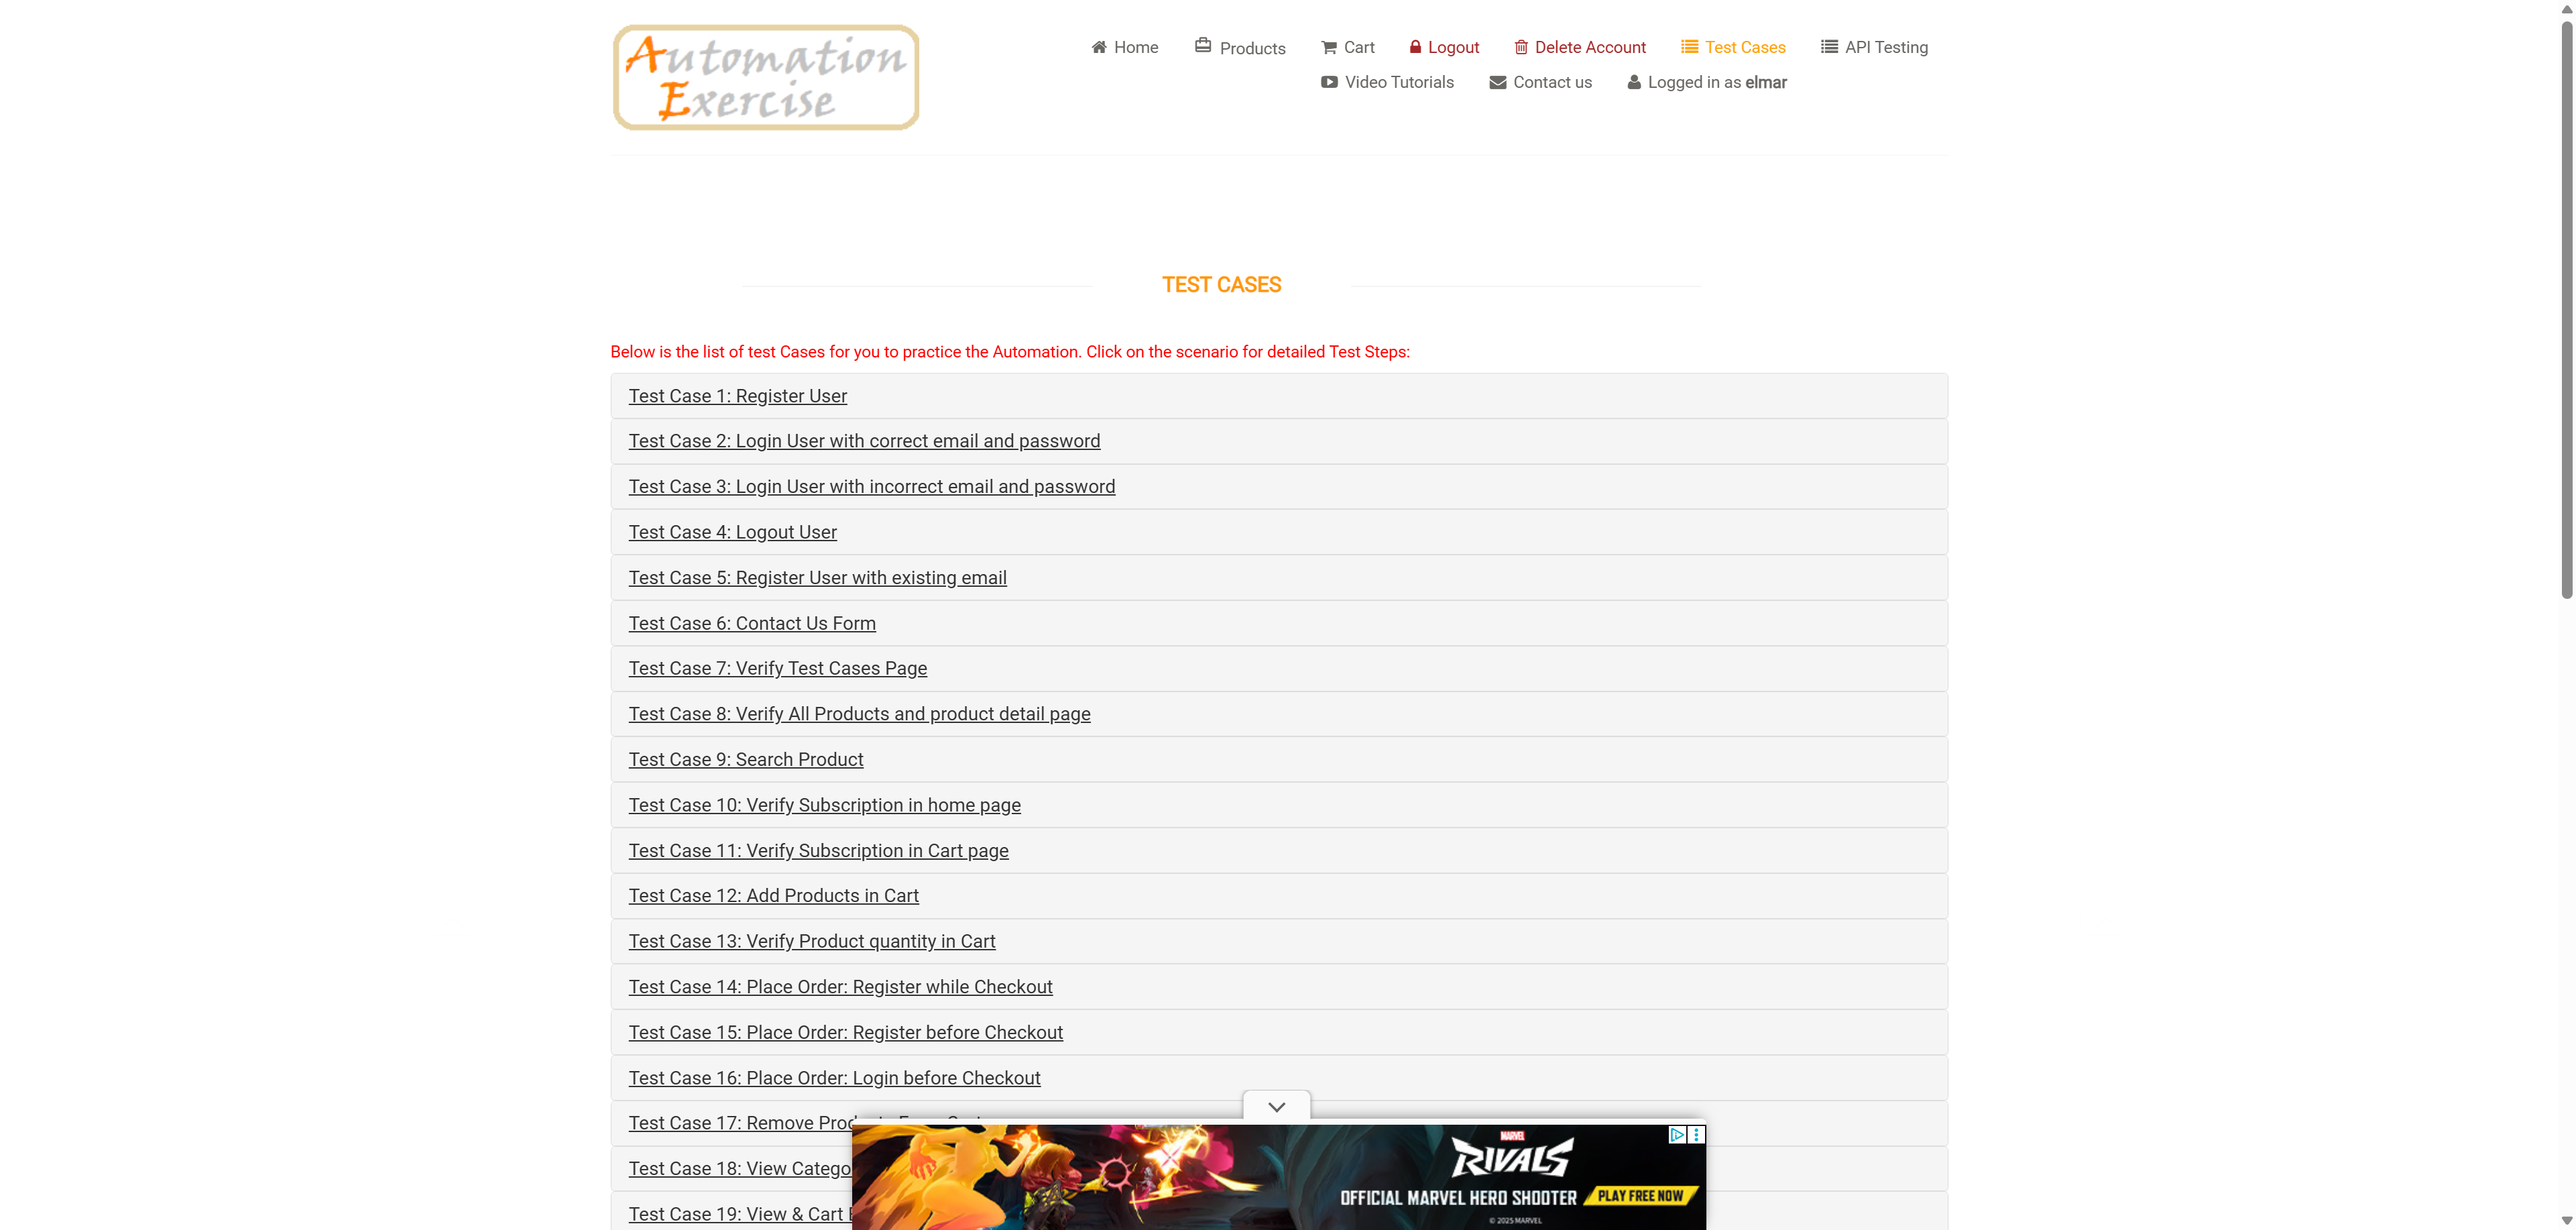 Automation
Exercise
Home Products Cart Logout Delete Account Test Cases API Testing
Video Tutorials Contact us Logged in as elmar
TEST CASES
Below is the list of test Cases for you to practice the Automation. Click on the scenario for detailed Test Steps:
Test Case 1: Register User
Test Case 2: Login User with correct email and password
Test Case 3: Login User with incorrect email and password
Test Case 4: Logout User
Test Case 5: Register User with existing email
Test Case 6: Contact Us Form
Test Case 7: Verify Test Cases Page
Test Case 8: Verify All Products and product detail page
Test Case 9: Search Product
Test Case 10: Verify Subscription in home page
Test Case 11: Verify Subscription in Cart page
Test Case 12: Add Products in Cart
Test Case 13: Verify Product quantity in Cart
Test Case 14: Place Order: Register while Checkout
Test Case 15: Place Order: Register before Checkout
Test Case 16: Place Order: Login before Checkout
Test Case 17: Remove
Test Case 18: View
Test Case 19: View & Cart
MARVEL
RIVALS
OFFICIAL MARVEL HERO SHOOTER PLAY FREE NOW
© 2025 MARVEL